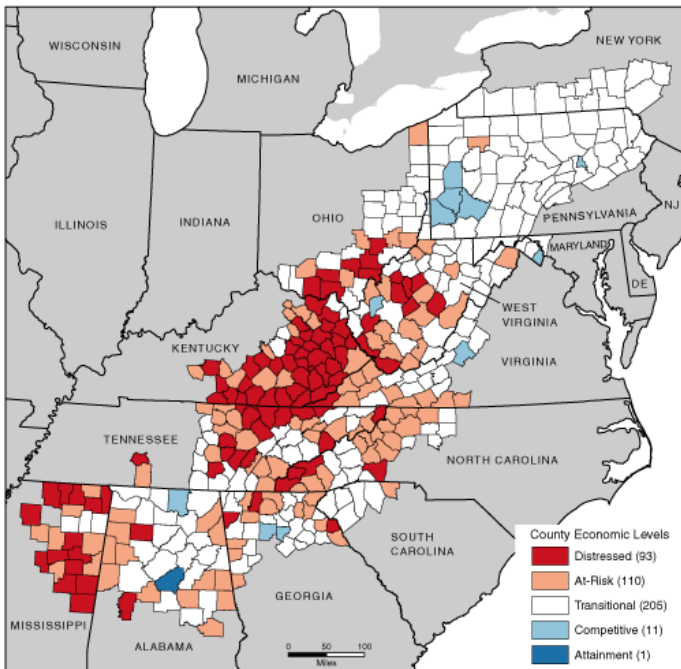 WISCONSIN
NEW YORK
MICHIGAN
ILLINOIS
INDIANA
OHIO
PENNSYLVANIA
NJ
MARYLAND
DE
WEST
VIRGINIA
KENTUCKY
VIRGINIA
TENNESSEE
NORTH CAROLINA
SOUTH
CAROLINA
GEORGIA
MISSISSIPPI
ALABAMA
0 50 100
Miles
County Economic Levels
Distressed (93)
At-Risk (110)
Transitional (205)
Competitive (11)
Attainment (1)